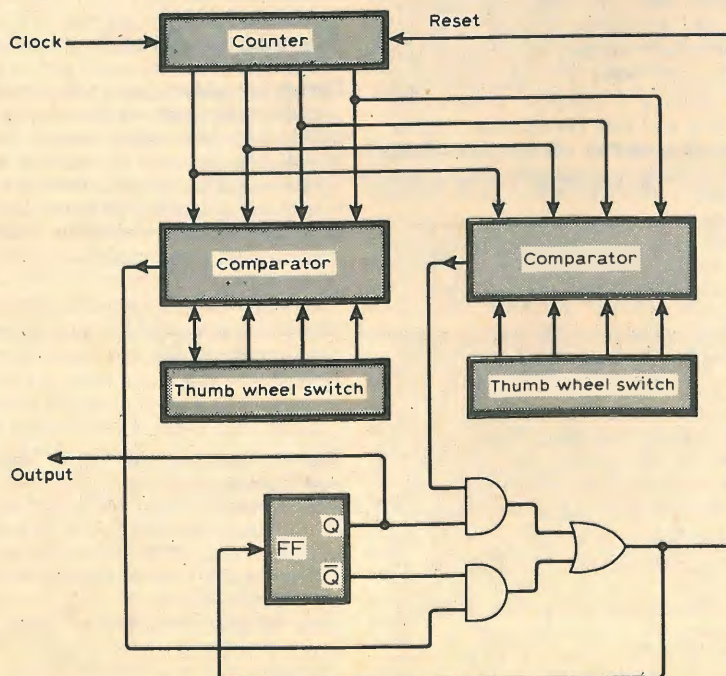 Reset
Clock
Counter
Comparator
Comparator
Thumb wheel switch
Thumb wheel switch
Output
Q
FF
Q̅